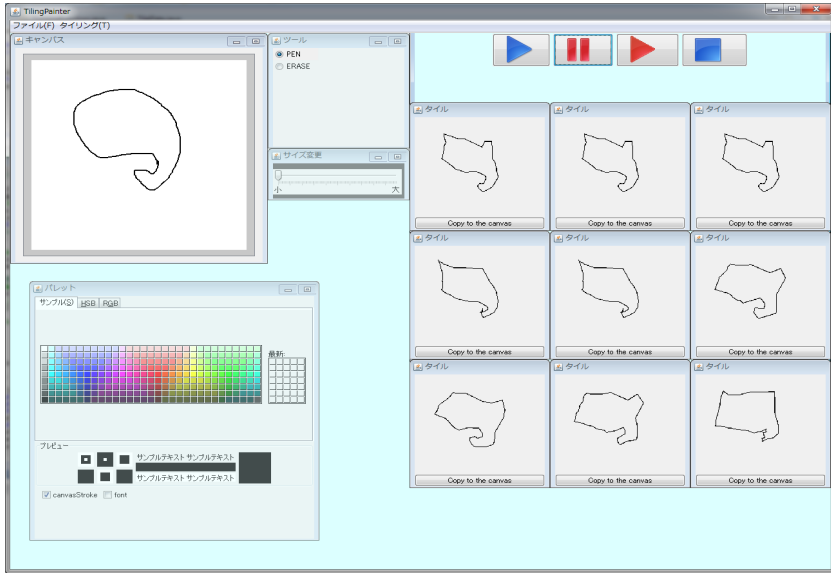 TilingPainter
ファイル(F) タイリング(T)
キャンバス
ツール
PEN
ERASE
サイズ変更
小 大
タイル タイル タイル
Copy to the canvas Copy to the canvas Copy to the canvas
タイル タイル タイル
Copy to the canvas Copy to the canvas Copy to the canvas
タイル タイル タイル
Copy to the canvas Copy to the canvas Copy to the canvas
パレット
サンプル(S) HSB RGB
最新:
プレビュー
サンプルテキスト サンプルテキスト
サンプルテキスト サンプルテキスト
canvasStroke font